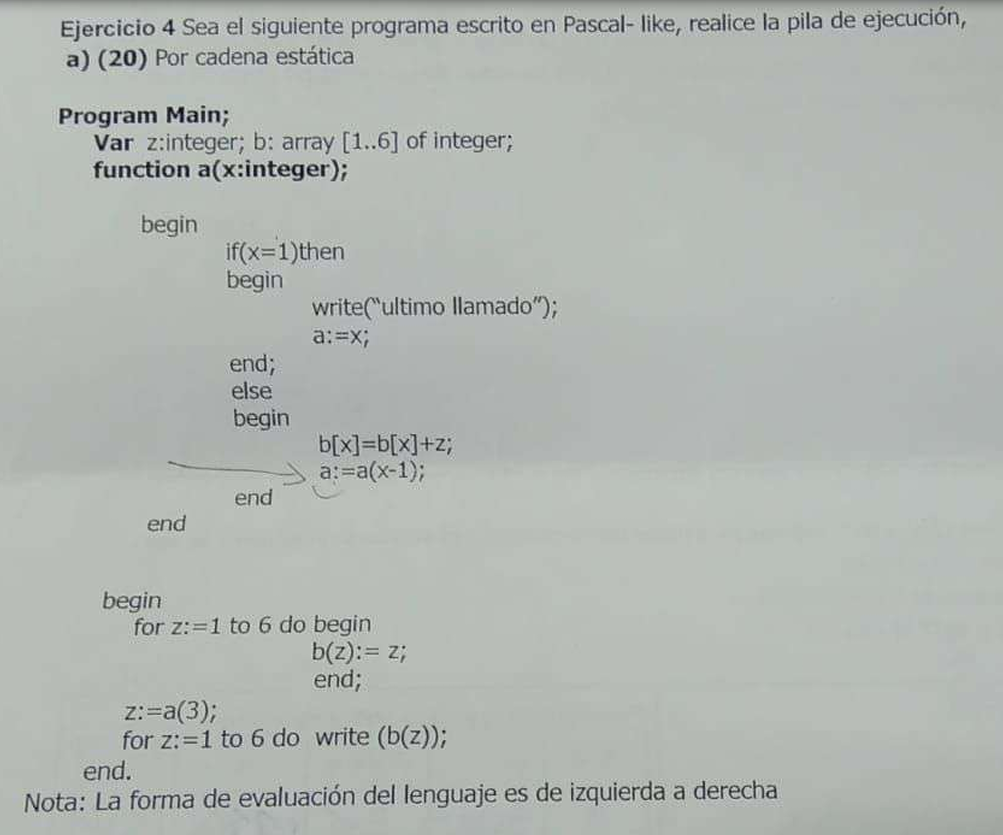 Ejercicio 4 Sea el siguiente programa escrito en Pascal- like, realice la pila de ejecución,
a) (20) Por cadena estática
Program Main;
Var z:integer; b: array [1..6] of integer;
function a(x:integer);
begin
if(x=1)then
begin
write("ultimo llamado");
a:=x;
end;
else
begin
b[x]=b[x]+z;
a:=a(x-1);
end
end
begin
for z:=1 to 6 do begin
b(z):= z;
end;
z:=a(3);
for z:=1 to 6 do write (b(z));
end.
Nota: La forma de evaluación del lenguaje es de izquierda a derecha